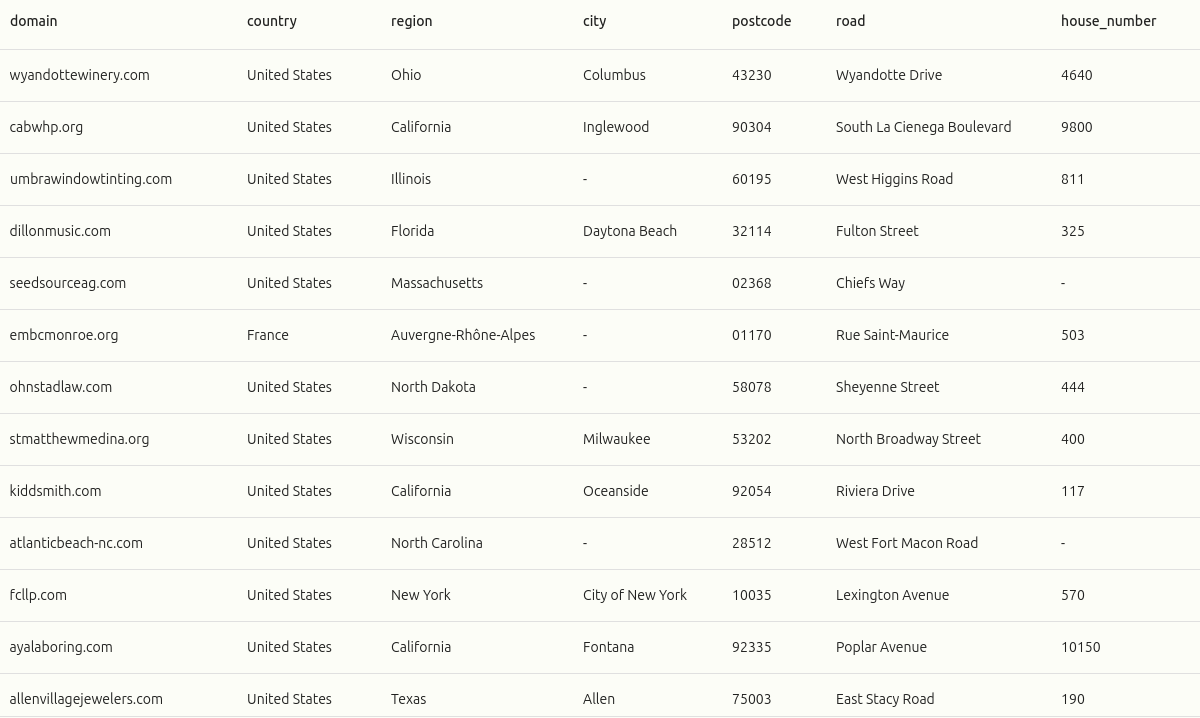 domain country region city postcode road house_number
wyandottewinery.com United States Ohio Columbus 43230 Wyandotte Drive 4640
cabwhp.org United States California Inglewood 90304 South La Cienega Boulevard 9800
umbrawindowtinting.com United States Illinois - 60195 West Higgins Road 811
dillonmusic.com United States Florida Daytona Beach 32114 Fulton Street 325
seedsourceag.com United States Massachusetts - 02368 Chiefs Way -
embcmonroe.org France Auvergne-Rhône-Alpes - 01170 Rue Saint-Maurice 503
ohnstadlaw.com United States North Dakota - 58078 Sheyenne Street 444
stmatthewmedina.org United States Wisconsin Milwaukee 53202 North Broadway Street 400
kiddsmith.com United States California Oceanside 92054 Riviera Drive 117
atlanticbeach-nc.com United States North Carolina - 28512 West Fort Macon Road -
fcllp.com United States New York City of New York 10035 Lexington Avenue 570
ayalaboring.com United States California Fontana 92335 Poplar Avenue 10150
allenvillagejewelers.com United States Texas Allen 75003 East Stacy Road 190